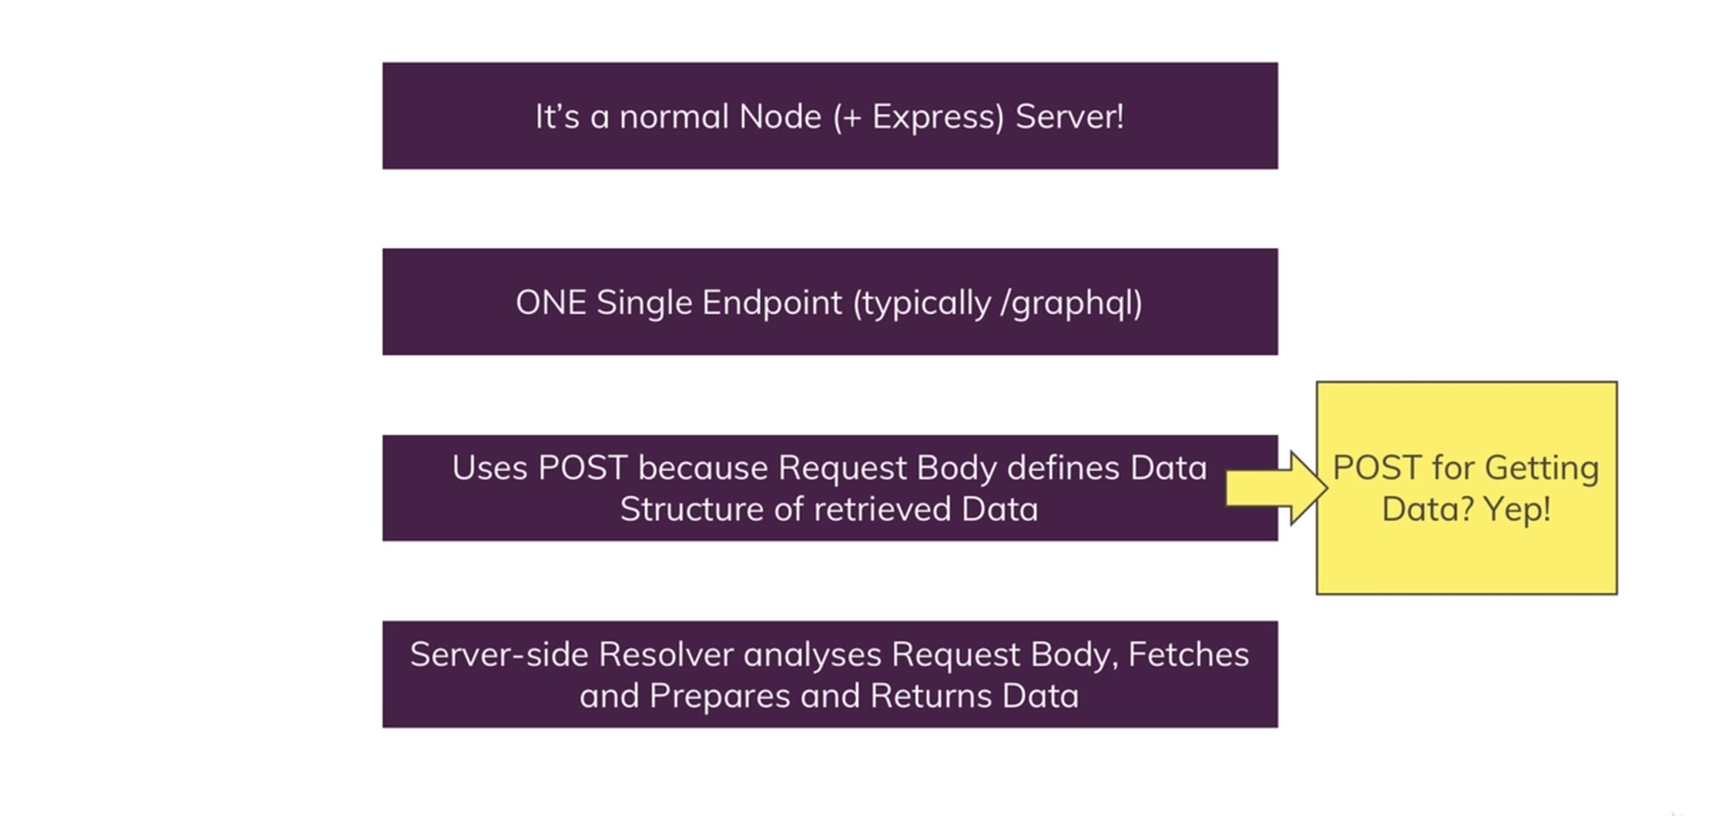 It’s a normal Node (+ Express) Server!
ONE Single Endpoint (typically /graphql)
Uses POST because Request Body defines Data
Structure of retrieved Data
POST for Getting
Data? Yep!
Server-side Resolver analyses Request Body, Fetches
and Prepares and Returns Data